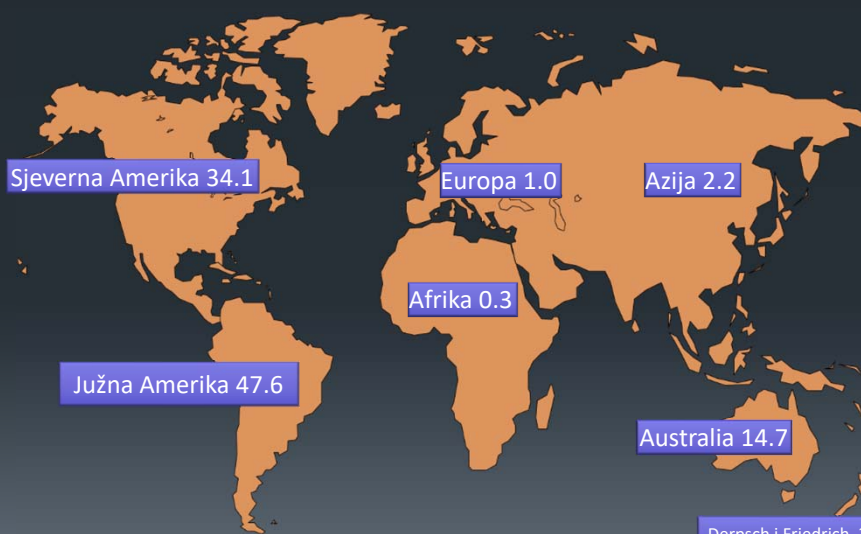 Sjeverna Amerika 34.1
Europa 1.0
Azija 2.2
Afrika 0.3
Južna Amerika 47.6
Australia 14.7
i Friedrich,